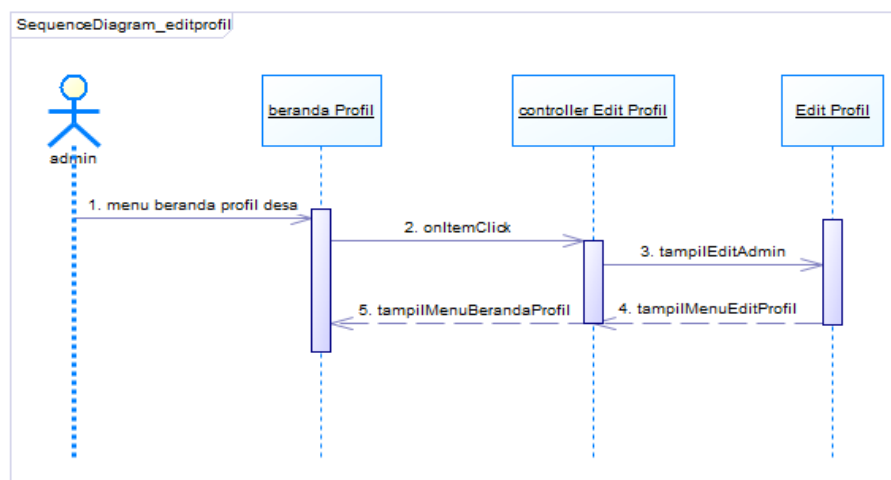 SequenceDiagram_editprofil
beranda Profil
controller Edit Profil
Edit Profil
admin
1. menu beranda profil desa
2. onItemClick
3. tampilEditAdmin
5. tampilMenuBerandaProfil
4. tampilMenuEditProfil